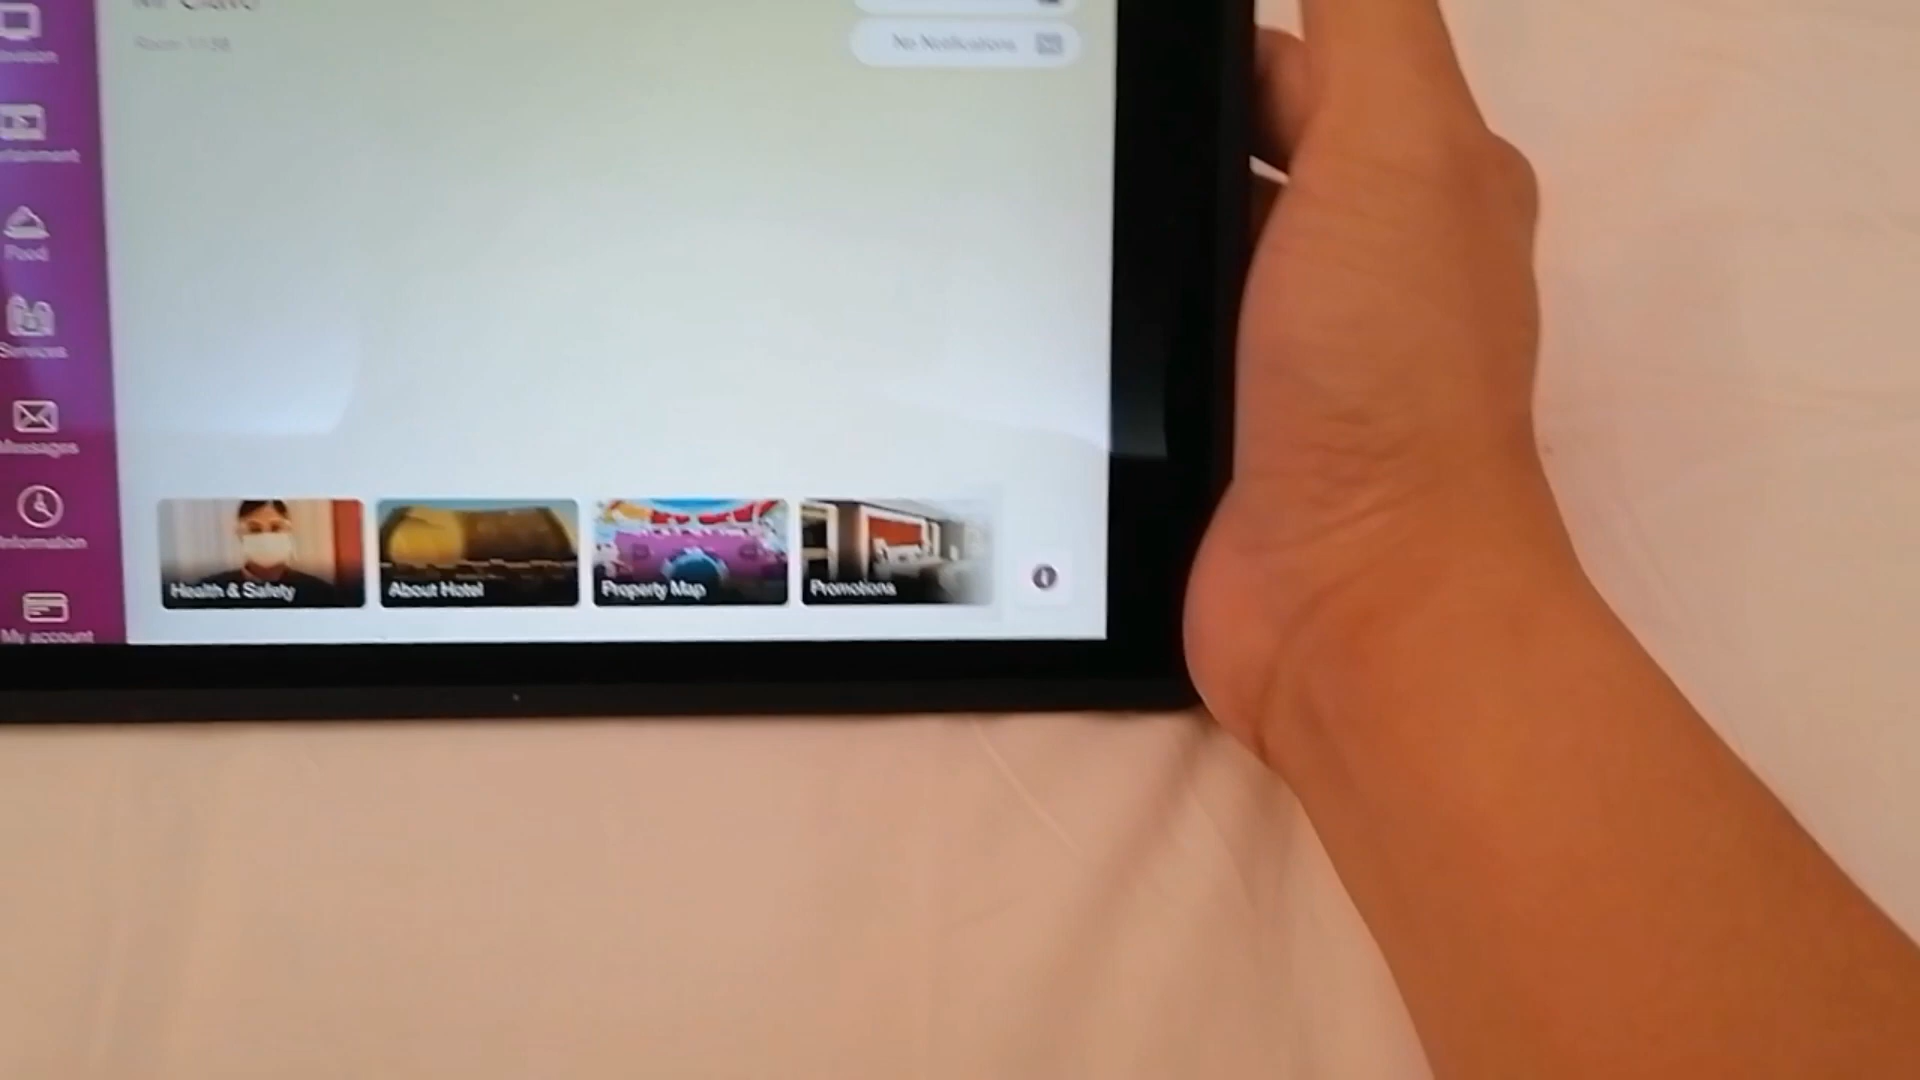 No Notifications
Food
Services
Messages
Information
My account
Health & Safety
About Hotel
Property Map
Promotions